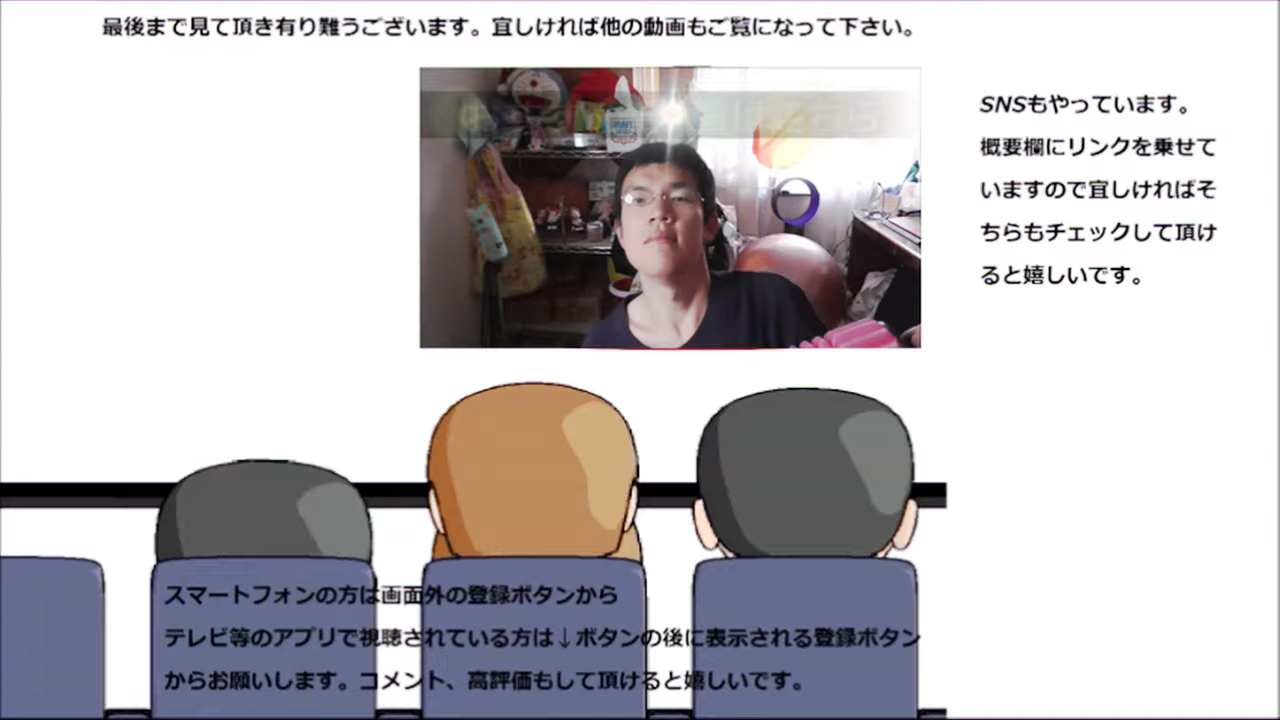 最後まで見て頂き有り難うございます。宜しければ他の動画もご覧になって下さい。
SNSもやっています。
概要欄にリンクを乗せて
いますので宜しければそ
ちらもチェックして頂け
ると嬉しいです。
スマートフォンの方は画面外の登録ボタンから
テレビ等のアプリで視聴されている方は↓ボタンの後に表示される登録ボタン
からお願いします。コメント、高評価もして頂けると嬉しいです。